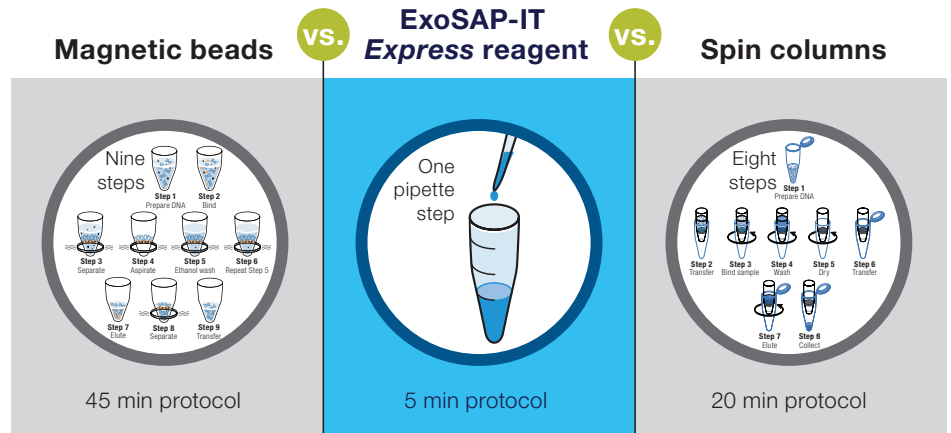 Magnetic beads
vs.
ExoSAP-IT
Express reagent
vs.
Spin columns
Nine
steps
Step 1
Prepare DNA
Step 2
Bind
Step 3
Separate
Step 4
Aspirate
Step 5
Ethanol wash
Step 6
Repeat Step 5
Step 7
Elute
Step 8
Separate
Step 9
Transfer
45 min protocol
One
pipette
step
5 min protocol
Eight
steps
Step 1
Prepare DNA
Step 2
Transfer
Step 3
Bind sample
Step 4
Wash
Step 5
Dry
Step 6
Transfer
Step 7
Elute
Step 8
Collect
20 min protocol